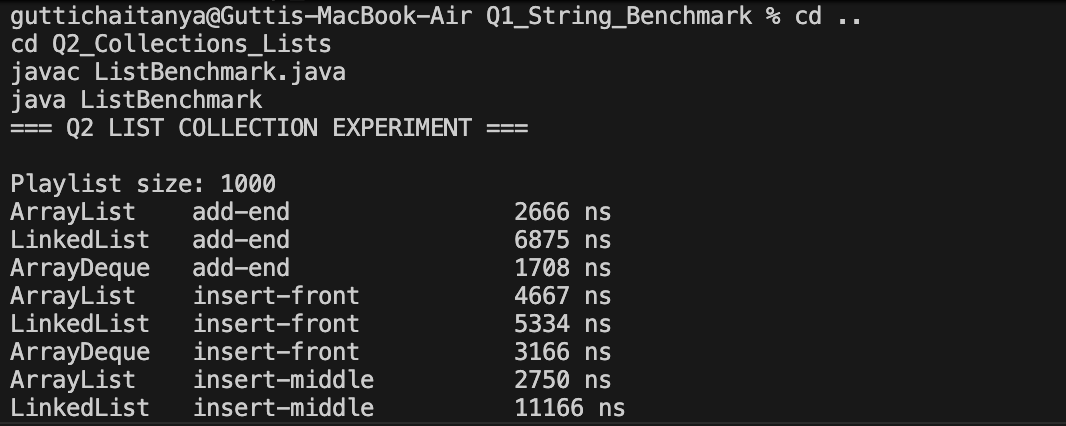 guttichaitanya@Guttis-MacBook-Air Q1_String_Benchmark % cd ..
cd Q2_Collections_Lists
javac ListBenchmark.java
java ListBenchmark
=== Q2 LIST COLLECTION EXPERIMENT ===
Playlist size: 1000
ArrayList add-end 2666 ns
LinkedList add-end 6875 ns
ArrayDeque add-end 1708 ns
ArrayList insert-front 4667 ns
LinkedList insert-front 5334 ns
ArrayDeque insert-front 3166 ns
ArrayList insert-middle 2750 ns
LinkedList insert-middle 11166 ns